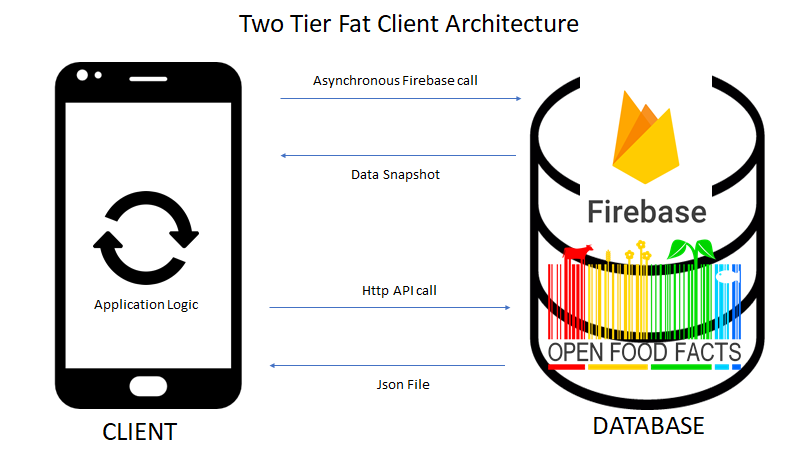 Two Tier Fat Client Architecture
Asynchronous Firebase call
Data Snapshot
Firebase
Application Logic
Http API call
OPEN FOOD FACTS
Json File
CLIENT
DATABASE